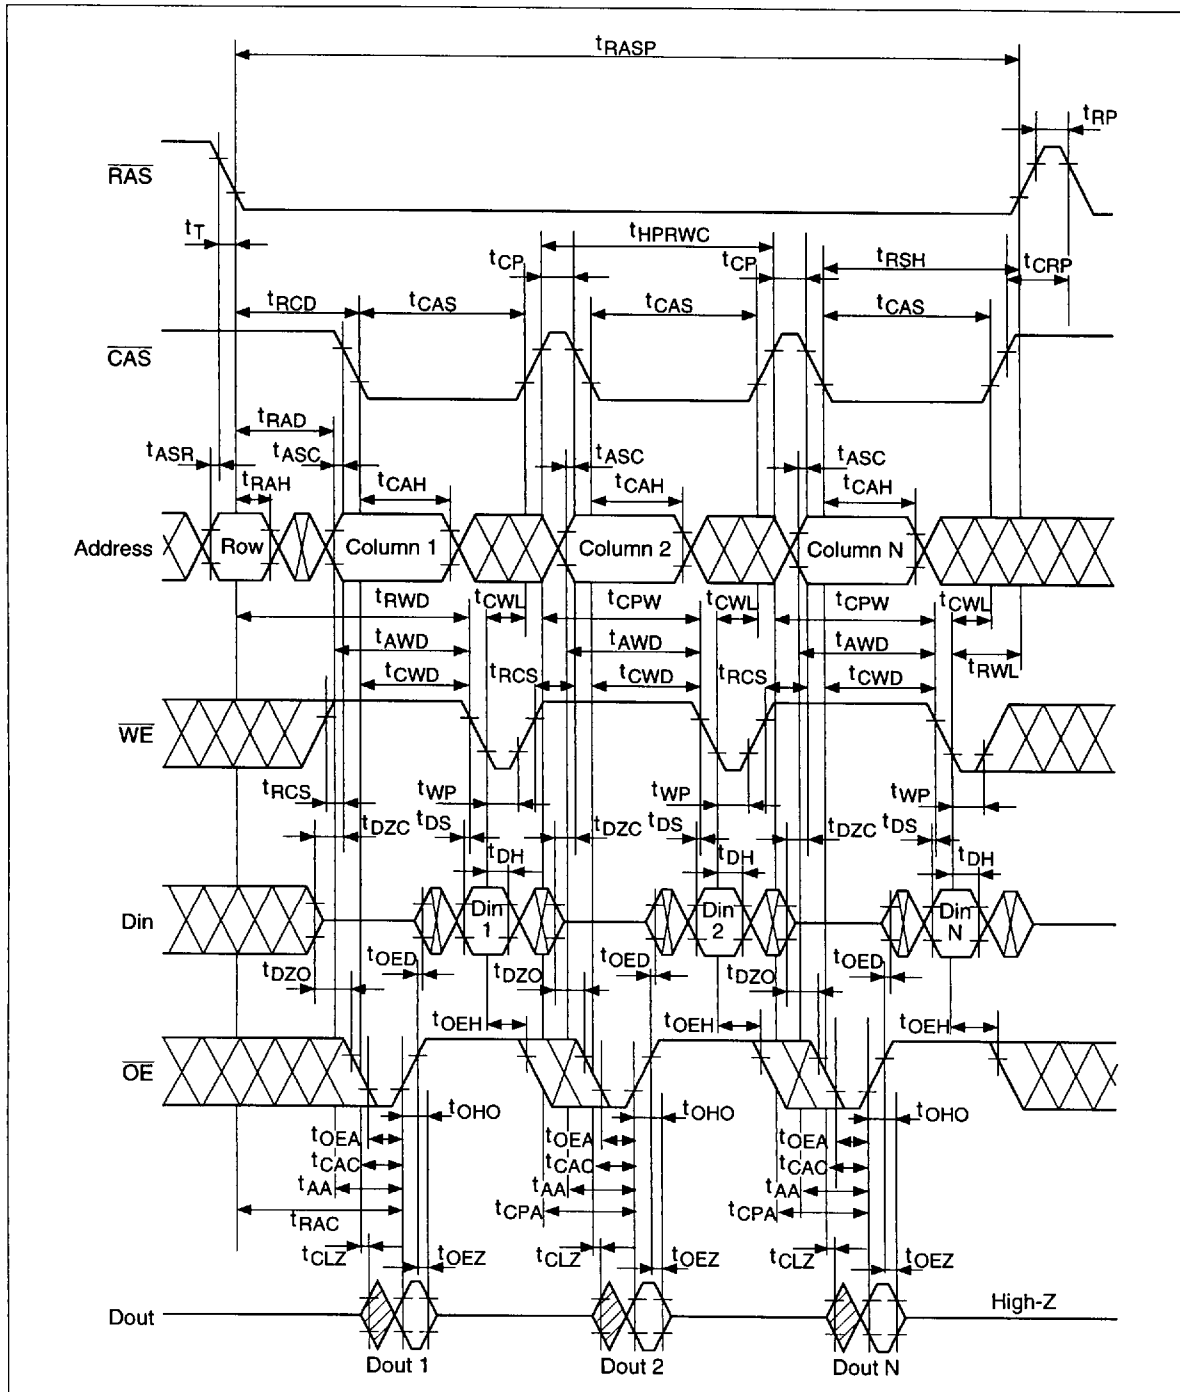 tRASP
tRP
RAS
tT
tHPRWC
tCP
tCP
tRSH
tCRP
tRCD
tCAS
tCAS
tCAS
CAS
tRAD
tASR
tASC
tASC
tASC
tRAH
tCAH
tCAH
tCAH
Address
Row
Column 1
Column 2
Column N
tRWD
tCWL
tCPW
tCWL
tCPW
tCWL
tAWD
tAWD
tAWD
tCWD
tRCS
tCWD
tRCS
tCWD
tRWL
WE
tRCS
tWP
tWP
tWP
tDZC
tDS
tDZC
tDS
tDZC
tDS
tDH
tDH
tDH
Din
Din 1
Din 2
Din N
tDZO
tOED
tDZO
tOED
tDZO
tOED
tOEH
tOEH
tOEH
OE
tOHO
tOHO
tOHO
tOEA
tOEA
tOEA
tCAC
tCAC
tCAC
tAA
tAA
tAA
tRAC
tCPA
tCPA
tCLZ
tOEZ
tCLZ
tOEZ
tCLZ
tOEZ
Dout
High-Z
Dout 1
Dout 2
Dout N